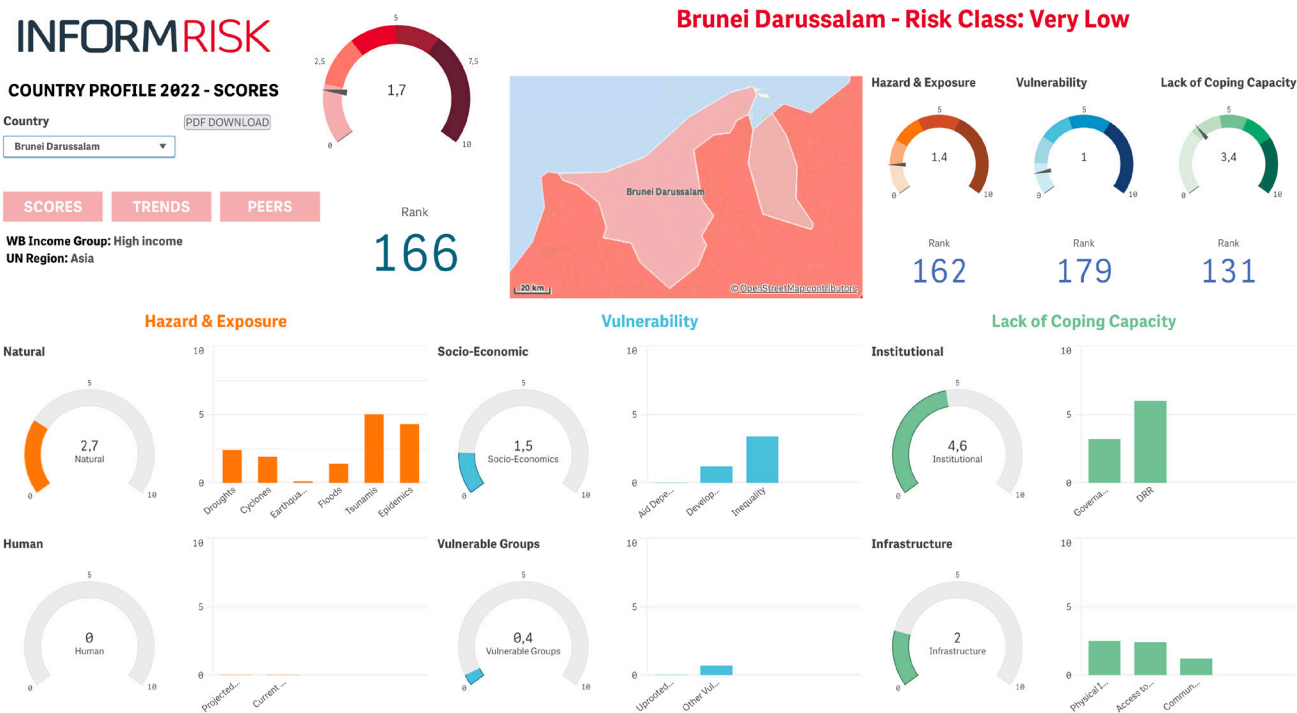 INFORMRISK
COUNTRY PROFILE 2022 - SCORES
Country
PDF DOWNLOAD
Brunei Darussalam
SCORES
TRENDS
PEERS
WB Income Group: High income
UN Region: Asia
5
2,5
7,5
1,7
0
10
Rank
166
Brunei Darussalam - Risk Class: Very Low
Brunei Darussalam
20 km
© OpenStreetMap contributors
Hazard & Exposure
5
1,4
0
10
Rank
162
Vulnerability
5
1
0
10
Rank
179
Lack of Coping Capacity
5
3,4
0
10
Rank
131
Hazard & Exposure
Natural
5
2,7
Natural
0
10
10
5
0
Droughts
Cyclones
Earthqua...
Floods
Tsunamis
Epidemics
Human
5
0
Human
0
10
10
5
0
Projected...
Current ...
Vulnerability
Socio-Economic
5
1,5
Socio-Economics
0
10
10
5
0
Aid Depe...
Develop...
Inequality
Vulnerable Groups
5
0,4
Vulnerable Groups
0
10
10
5
0
Uprooted...
Other Vul...
Lack of Coping Capacity
Institutional
5
4,6
Institutional
0
10
10
5
0
Governa...
DRR
Infrastructure
5
2
Infrastructure
0
10
10
5
0
Physical I...
Access to...
Commun...